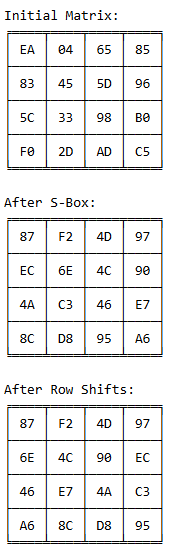 Initial Matrix:
EA 04 65 85
83 45 5D 96
5C 33 98 B0
F0 2D AD C5
After S-Box:
87 F2 4D 97
EC 6E 4C 90
4A C3 46 E7
8C D8 95 A6
After Row Shifts:
87 F2 4D 97
6E 4C 90 EC
46 E7 4A C3
A6 8C D8 95